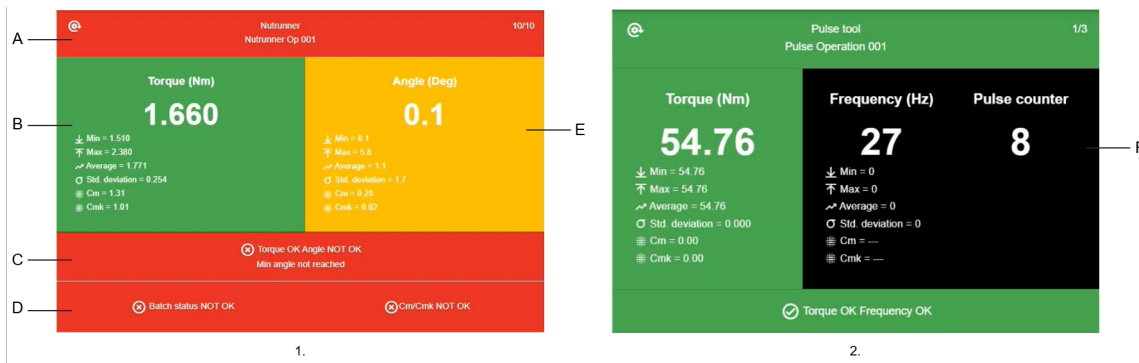 Nutrunner
10/10
Nutrunner Op 001
A
Torque (Nm)
1.660
Min = 1.510
Max = 2.380
Average = 1.771
Std. deviation = 0.254
Cm = 1.31
Cmk = 1.01
B
Angle (Deg)
0.1
Min = 0.1
Max = 5.8
Average = 1.1
Std. deviation = 1.7
Cm = 0.20
Cmk = 0.02
E
Torque OK Angle NOT OK
Min angle not reached
C
Batch status NOT OK
Cm/Cmk NOT OK
D
1.
Pulse tool
1/3
Pulse Operation 001
Torque (Nm)
54.76
Min = 54.76
Max = 54.76
Average = 54.76
Std. deviation = 0.000
Cm = 0.00
Cmk = 0.00
Frequency (Hz)
27
Min = 0
Max = 0
Average = 0
Std. deviation = 0
Cm = ---
Cmk = ---
Pulse counter
8
Torque OK Frequency OK
2.